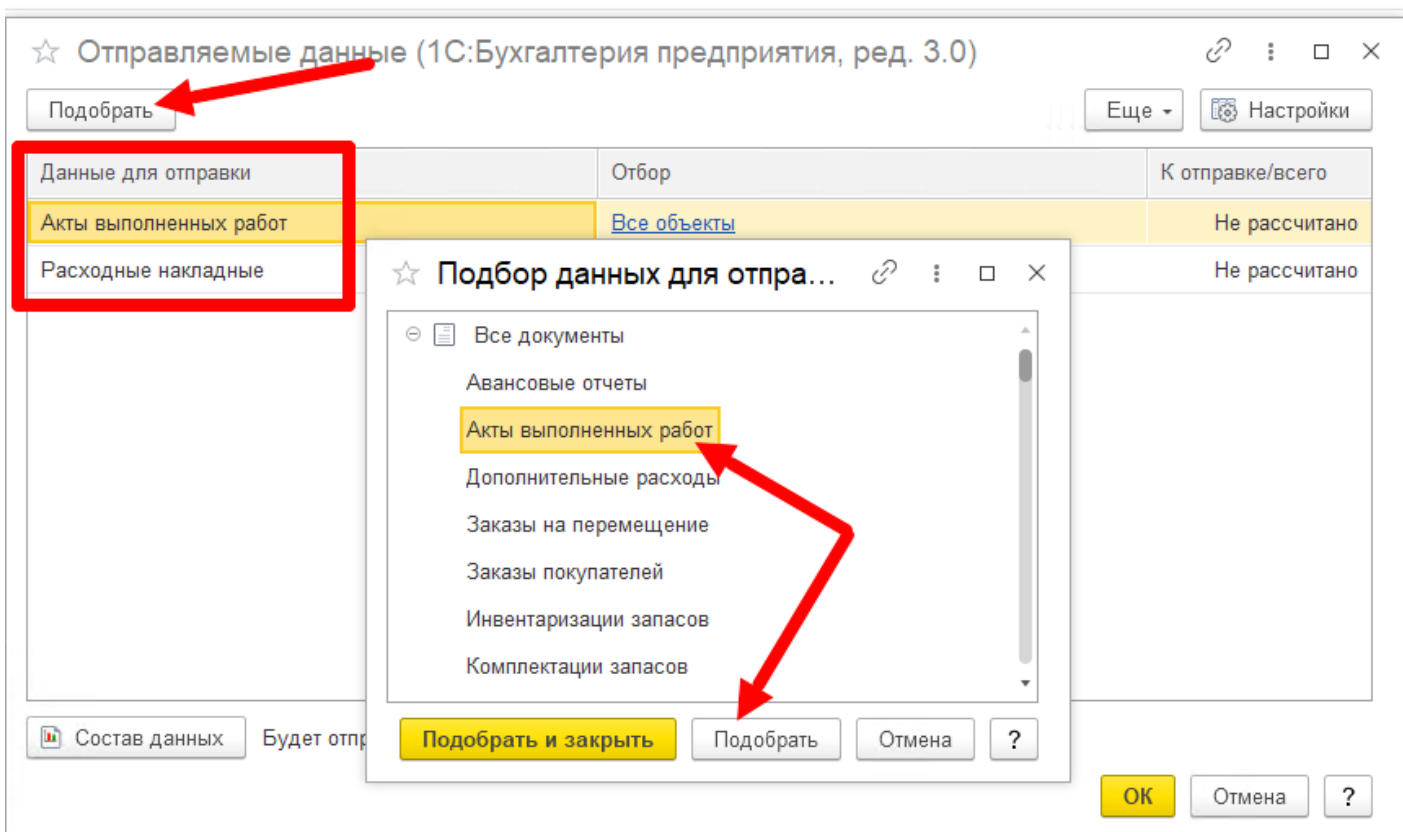 Отправляемые данные (1С:Бухгалтерия предприятия, ред. 3.0)
Подобрать
Еще
Настройки
Данные для отправки
Отбор
К отправке/всего
Акты выполненных работ
Все объекты
Не рассчитано
Расходные накладные
Не рассчитано
Подбор данных для отпра...
Все документы
Авансовые отчеты
Акты выполненных работ
Дополнительные расходы
Заказы на перемещение
Заказы покупателей
Инвентаризации запасов
Комплектации запасов
Подобрать и закрыть
Подобрать
Отмена
?
Состав данных
Будет отпр
ОК
Отмена
?